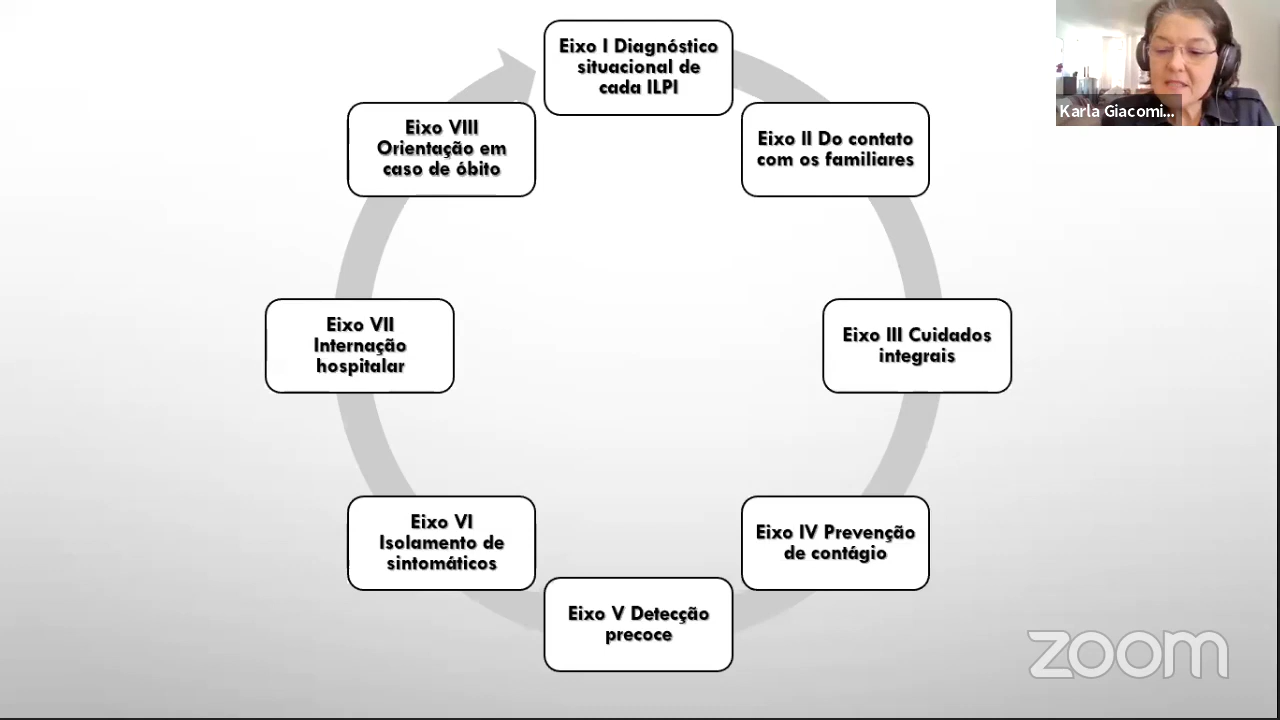 Eixo I Diagnóstico
situacional de
cada ILPI
Eixo II Do contato
com os familiares
Eixo III Cuidados
integrais
Eixo IV Prevenção
de contágio
Eixo V Detecção
precoce
Eixo VI
Isolamento de
sintomáticos
Eixo VII
Internação
hospitalar
Eixo VIII
Orientação em
caso de óbito
Karla Giacomi...
zoom